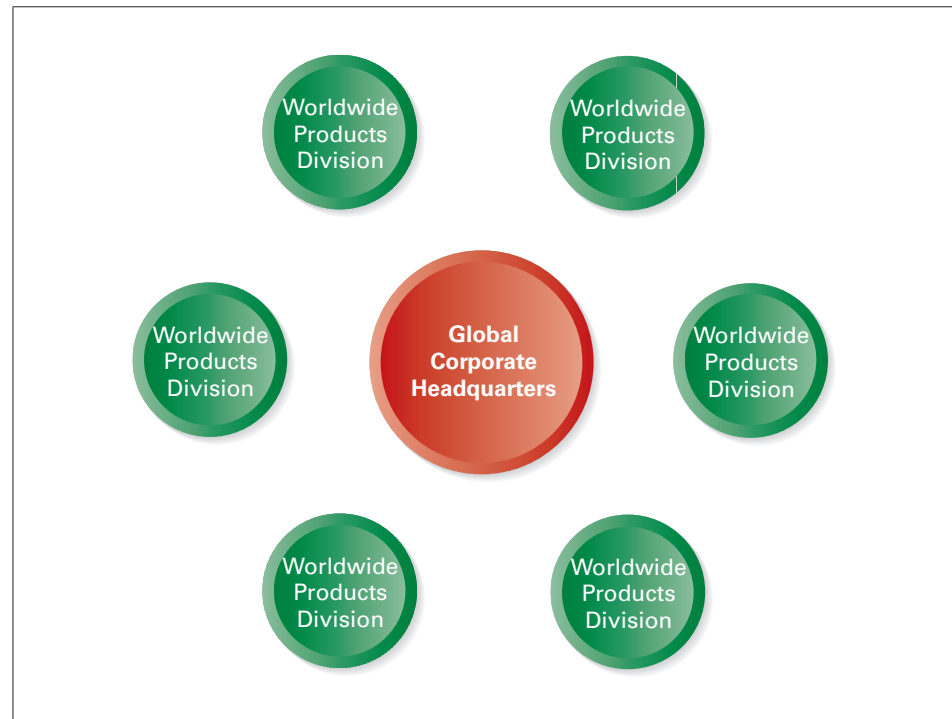 Worldwide
Products
Division
Worldwide
Products
Division
Worldwide
Products
Division
Global
Corporate
Headquarters
Worldwide
Products
Division
Worldwide
Products
Division
Worldwide
Products
Division